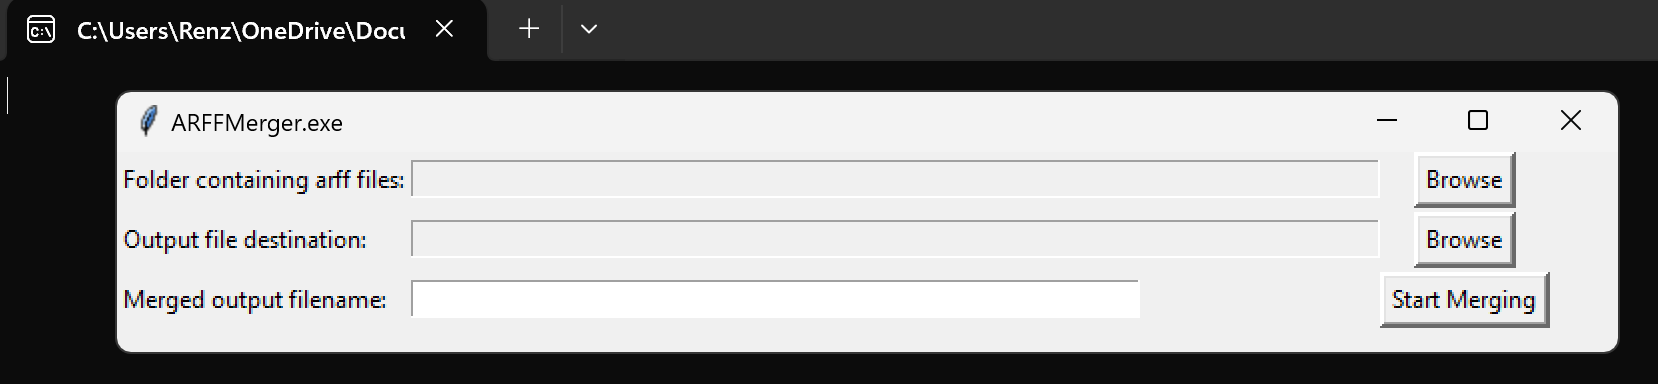 C:\Users\Renz\OneDrive\Docu
ARFFMerger.exe
Folder containing arff files: Browse
Output file destination: Browse
Merged output filename: Start Merging